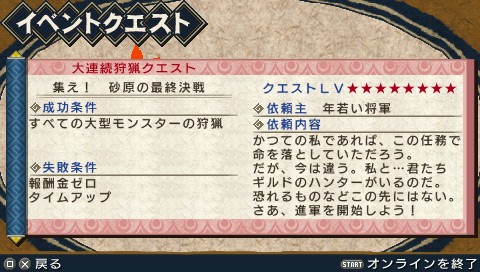 イベントクエスト
大連続狩猟クエスト
集え! 砂原の最終決戦
クエストLV★★★★★★★★
成功条件
すべての大型モンスターの狩猟
失敗条件
報酬金ゼロ
タイムアップ
依頼主 年若い将軍
依頼内容
かつての私であれば、この任務で
命を落としていただろう。
だが、今は違う。私と…君たち
ギルドのハンターがいるのだ。
恐れるものなどこの先にはない。
さあ、進軍を開始しよう!
戻る
START オンラインを終了